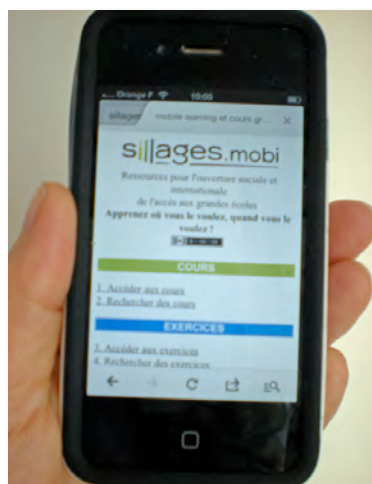 Orange F 10:05
sillages mobile learning et cours gr...
sillages.mobi
Ressources pour l'ouverture sociale et
internationale
de l'accès aux grandes écoles
Apprenez où vous le voulez, quand vous le
voulez !
COURS
1. Accéder aux cours
2. Rechercher des cours
EXERCICES
3. Accéder aux exercices
4. Rechercher des exercices